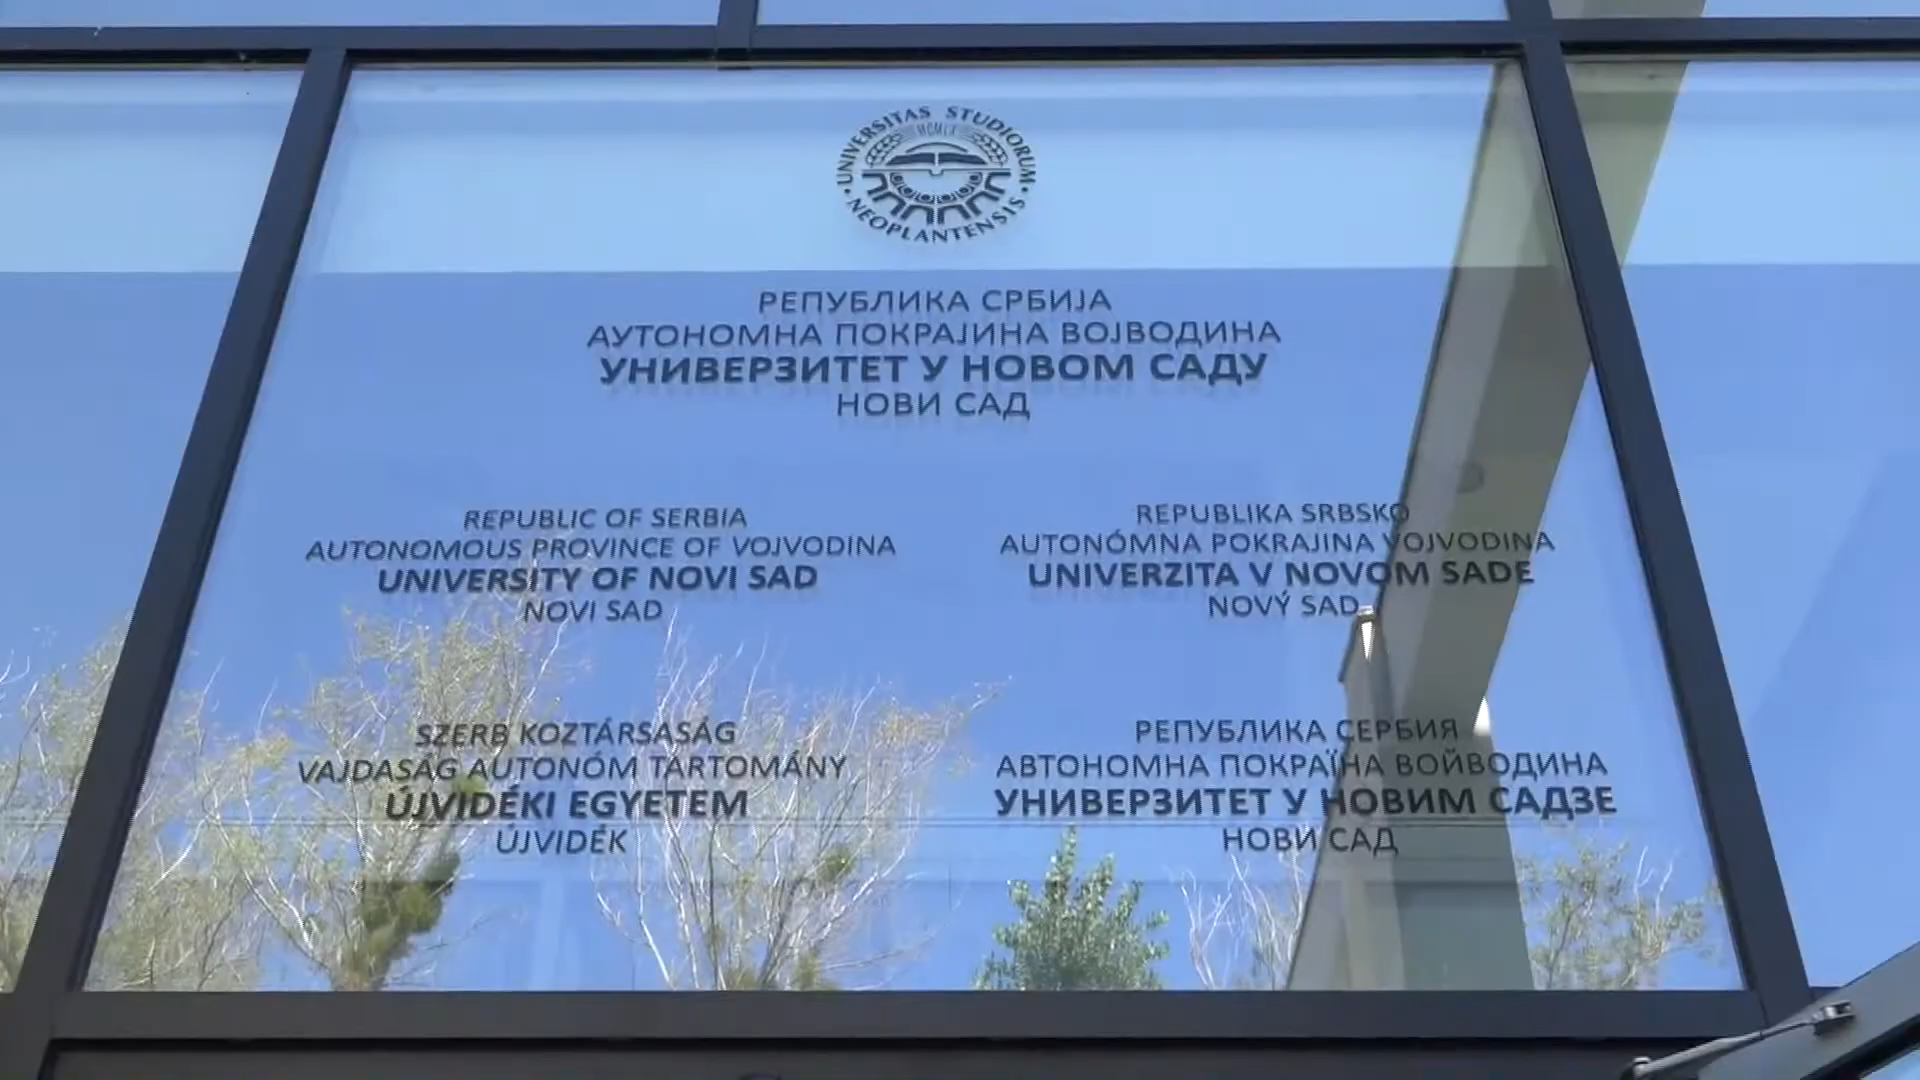 UNIVERSITAS STUDIORUM
MCMLX
NEOPLANTENSIS
РЕПУБЛИКА СРБИЈА
АУТОНОМНА ПОКРАЈИНА ВОЈВОДИНА
УНИВЕРЗИТЕТ У НОВОМ САДУ
НОВИ САД
REPUBLIC OF SERBIA
AUTONOMOUS PROVINCE OF VOJVODINA
UNIVERSITY OF NOVI SAD
NOVI SAD
REPUBLIKA SRBSKO
AUTONÓMNA POKRAJINA VOJVODINA
UNIVERZITA V NOVOM SADE
NOVÝ SAD
SZERB KOZTÁRSASÁG
VAJDASÁG AUTONÓM TARTOMÁNY
ÚJVIDÉKI EGYETEM
ÚJVIDÉK
РЕПУБЛИКА СЕРБИЯ
АВТОНОМНА ПОКРАЇНА ВОЙВОДИНА
УНИВЕРЗИТЕТ У НОВИМ САДЗЕ
НОВИ САД